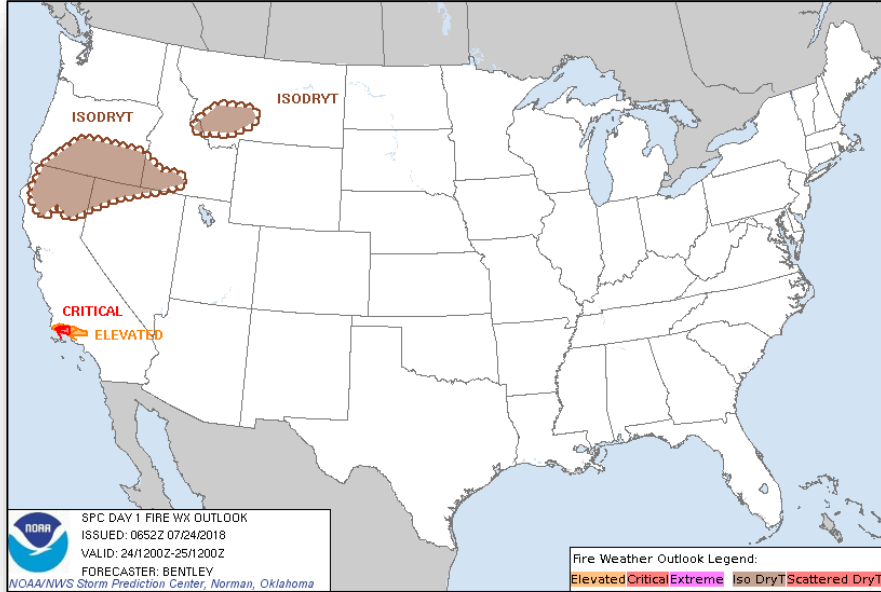 ISODRYT
ISODRYT
CRITICAL
ELEVATED
NOAA
SPC DAY 1 FIRE WX OUTLOOK
ISSUED: 0652Z 07/24/2018
VALID: 24/1200Z-25/1200Z
FORECASTER: BENTLEY
NOAA/NWS Storm Prediction Center, Norman, Oklahoma
Fire Weather Outlook Legend:
Elevated Critical Extreme Iso DryT Scattered DryT